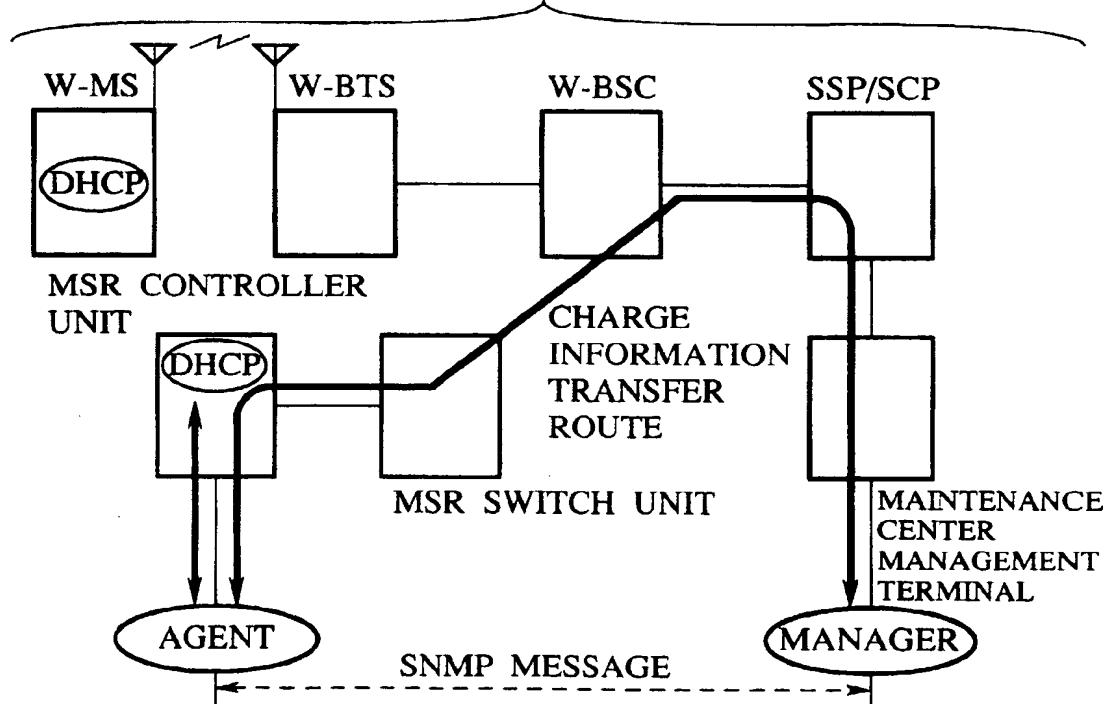 W-MS
W-BTS
W-BSC
SSP/SCP
DHCP
MSR CONTROLLER
UNIT
DHCP
CHARGE
INFORMATION
TRANSFER
ROUTE
MSR SWITCH UNIT
MAINTENANCE
CENTER
MANAGEMENT
TERMINAL
AGENT
MANAGER
SNMP MESSAGE